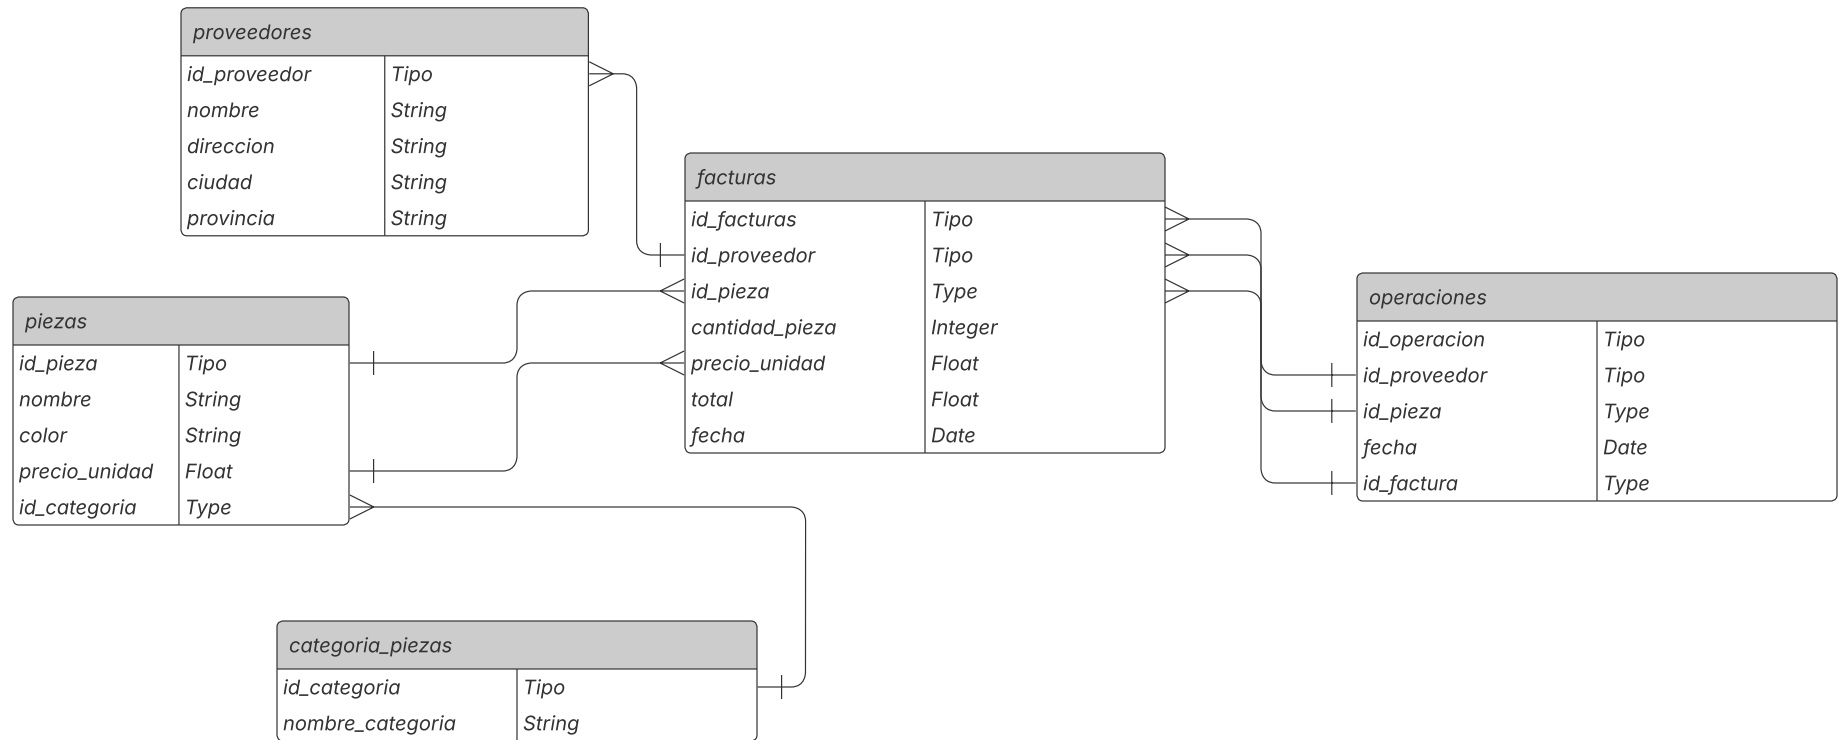 proveedores
id_proveedor Tipo
nombre String
direccion String
ciudad String
provincia String
facturas
id_facturas Tipo
id_proveedor Tipo
id_pieza Type
cantidad_pieza Integer
precio_unidad Float
total Float
fecha Date
piezas
id_pieza Tipo
nombre String
color String
precio_unidad Float
id_categoria Type
operaciones
id_operacion Tipo
id_proveedor Tipo
id_pieza Type
fecha Date
id_factura Type
categoria_piezas
id_categoria Tipo
nombre_categoria String